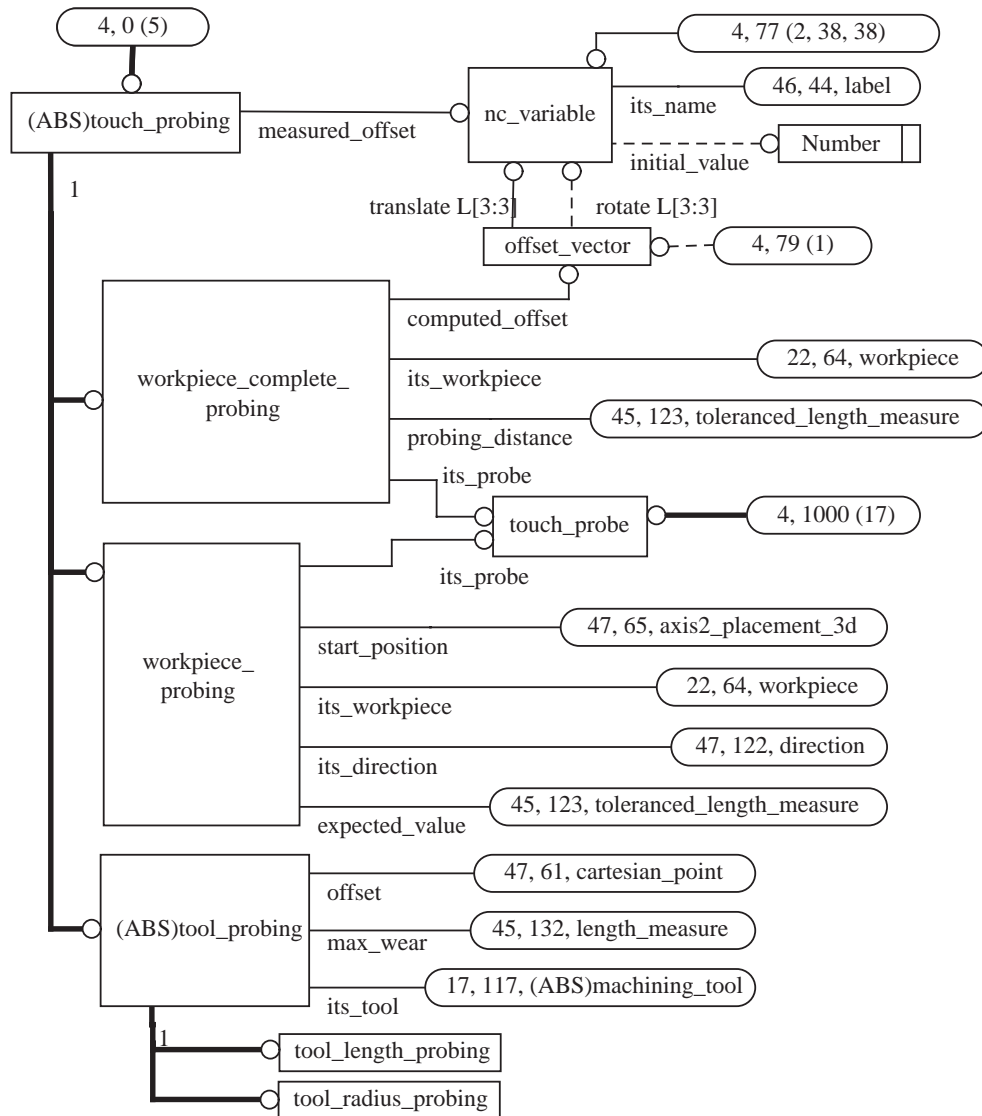 4, 0 (5)
4, 77 (2, 38, 38)
(ABS)touch_probing
measured_offset
nc_variable
46, 44, label
its_name
Number
initial_value
1
translate L[3:3]
rotate L[3:3]
offset_vector
4, 79 (1)
computed_offset
workpiece_complete_
probing
22, 64, workpiece
its_workpiece
45, 123, toleranced_length_measure
probing_distance
its_probe
touch_probe
4, 1000 (17)
its_probe
47, 65, axis2_placement_3d
start_position
workpiece_
probing
22, 64, workpiece
its_workpiece
47, 122, direction
its_direction
45, 123, toleranced_length_measure
expected_value
47, 61, cartesian_point
offset
(ABS)tool_probing
45, 132, length_measure
max_wear
17, 117, (ABS)machining_tool
its_tool
1
tool_length_probing
tool_radius_probing